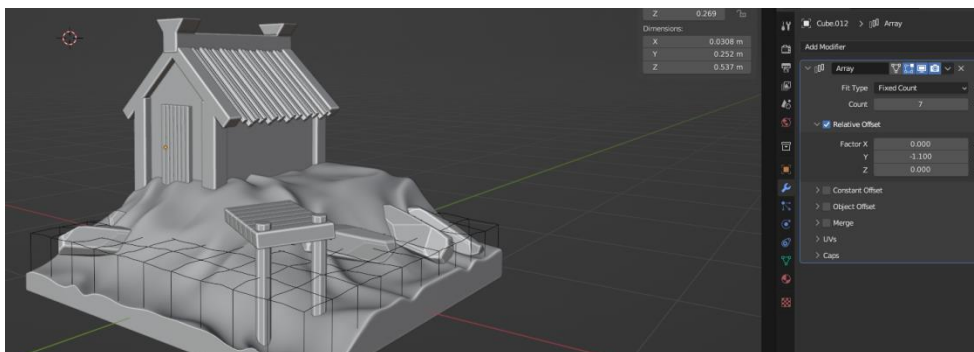 Z 0.269
Dimensions:
X 0.0308 m
Y 0.252 m
Z 0.537 m
Cube.012 > Array
Add Modifier
Array
Fit Type Fixed Count
Count 7
Relative Offset
Factor X 0.000
Y -1.100
Z 0.000
Constant Offset
Object Offset
Merge
UVs
Caps